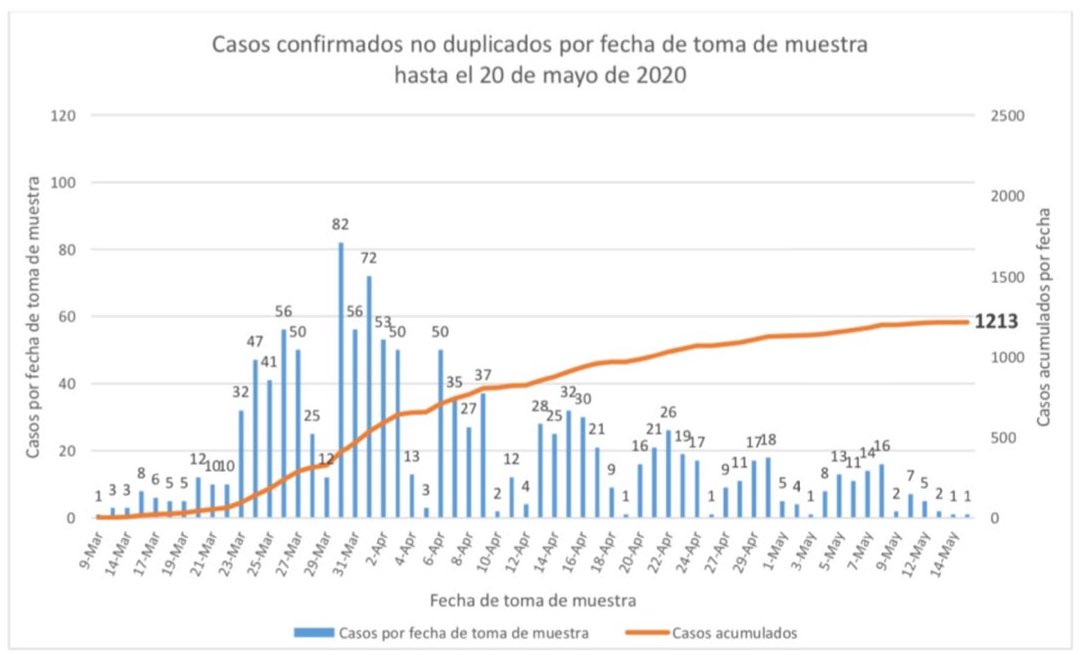 Casos confirmados no duplicados por fecha de toma de muestra
hasta el 20 de mayo de 2020
120 2500
100 2000
80 1500
60 1000
40 500
20 0
0
Casos por fecha de toma de muestra
Casos acumulados por fecha
1 3 3 8 6 5 5 12 10 10 32 47 41 56 50 25 12 82 56 72 53 50 13 3 50 35 27 37 2 12 4 28 25 32 30 21 9 1 16 21 26 19 17 1 9 11 17 18 5 4 1 8 13 11 14 16 2 7 5 2 1 1
1213
9-Mar 14-Mar 17-Mar 19-Mar 21-Mar 23-Mar 25-Mar 27-Mar 29-Mar 31-Mar 2-Apr 4-Apr 6-Apr 8-Apr 10-Apr 12-Apr 14-Apr 16-Apr 18-Apr 20-Apr 22-Apr 24-Apr 27-Apr 29-Apr 1-May 3-May 5-May 7-May 9-May 12-May 14-May
Fecha de toma de muestra
Casos por fecha de toma de muestra Casos acumulados